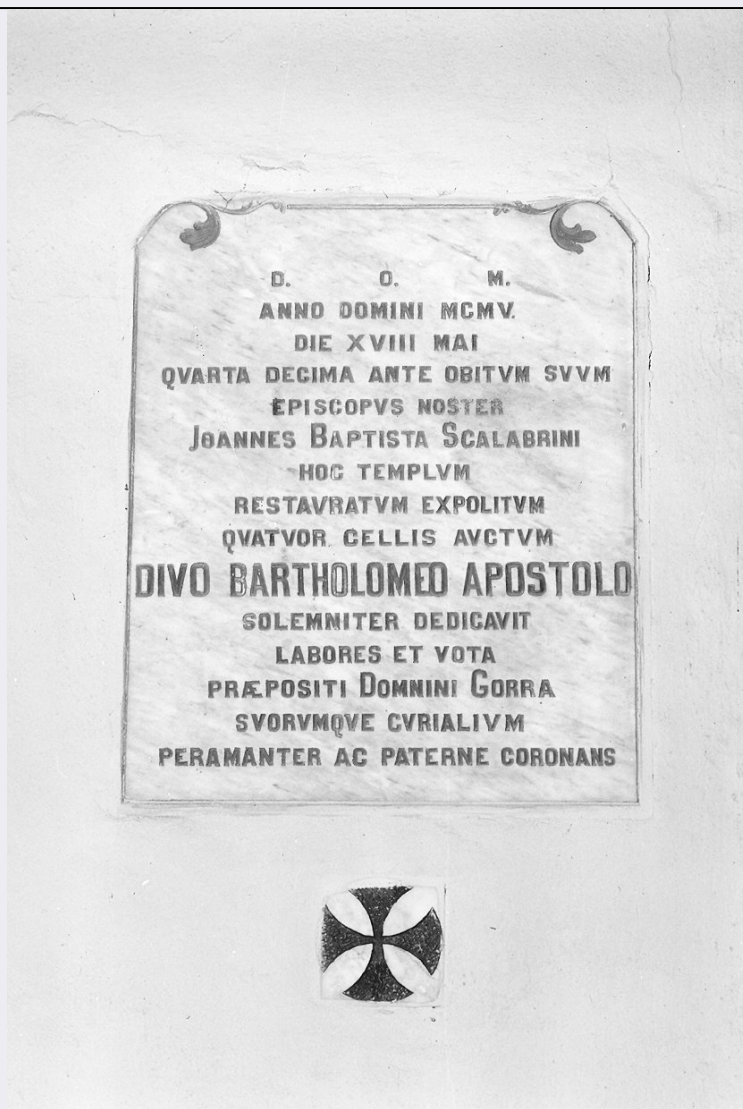 D. O. M.
ANNO DOMINI MCMV.
DIE XVIII MAI
QVARTA DECIMA ANTE OBITVM SVVM
EPISCOPVS NOSTER
JOANNES BAPTISTA SCALABRINI
HOC TEMPLVM
RESTAVRATVM EXPOLITVM
QVATVOR CELLIS AVCTVM
DIVO BARTHOLOMEO APOSTOLO
SOLEMNITER DEDICAVIT
LABORES ET VOTA
PRÆPOSITI DOMNINI GORRA
SVORVMQVE CVRIALIVM
PERAMANTER AC PATERNE CORONANS